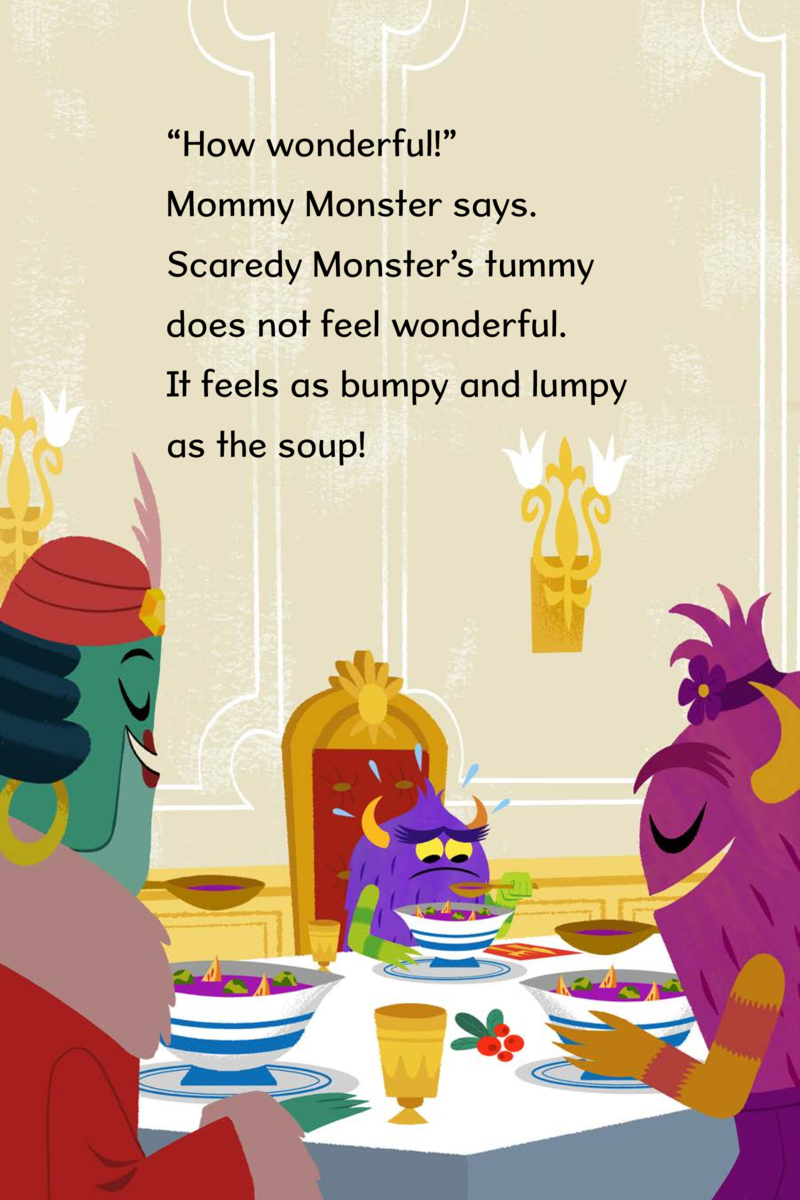 “How wonderful!”
Mommy Monster says.
Scaredy Monster’s tummy
does not feel wonderful.
It feels as bumpy and lumpy
as the soup!